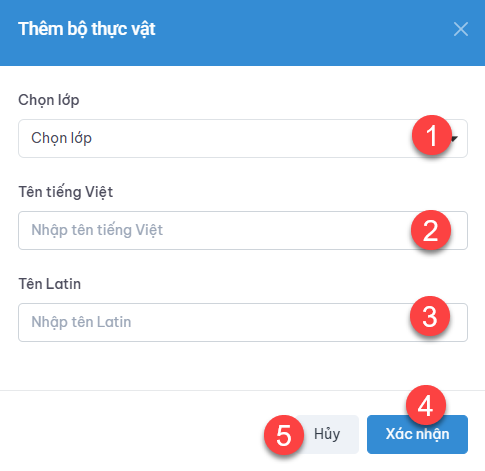 Thêm bộ thực vật
Chọn lớp
Chọn lớp
1
Tên tiếng Việt
Nhập tên tiếng Việt
2
Tên Latin
Nhập tên Latin
3
4
5
Hủy
Xác nhận